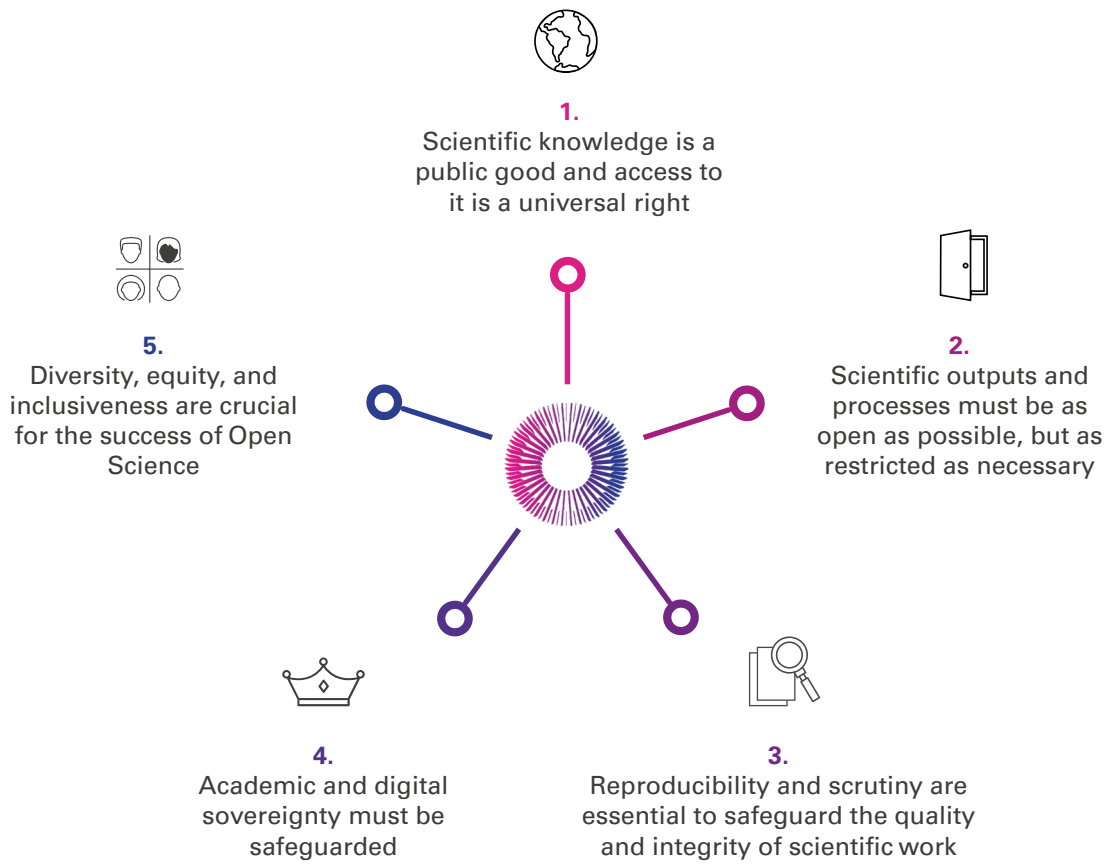 1.
Scientific knowledge is a
public good and access to
it is a universal right
2.
Scientific outputs and
processes must be as
open as possible, but as
restricted as necessary
3.
Reproducibility and scrutiny are
essential to safeguard the quality
and integrity of scientific work
4.
Academic and digital
sovereignty must be
safeguarded
5.
Diversity, equity, and
inclusiveness are crucial
for the success of Open
Science